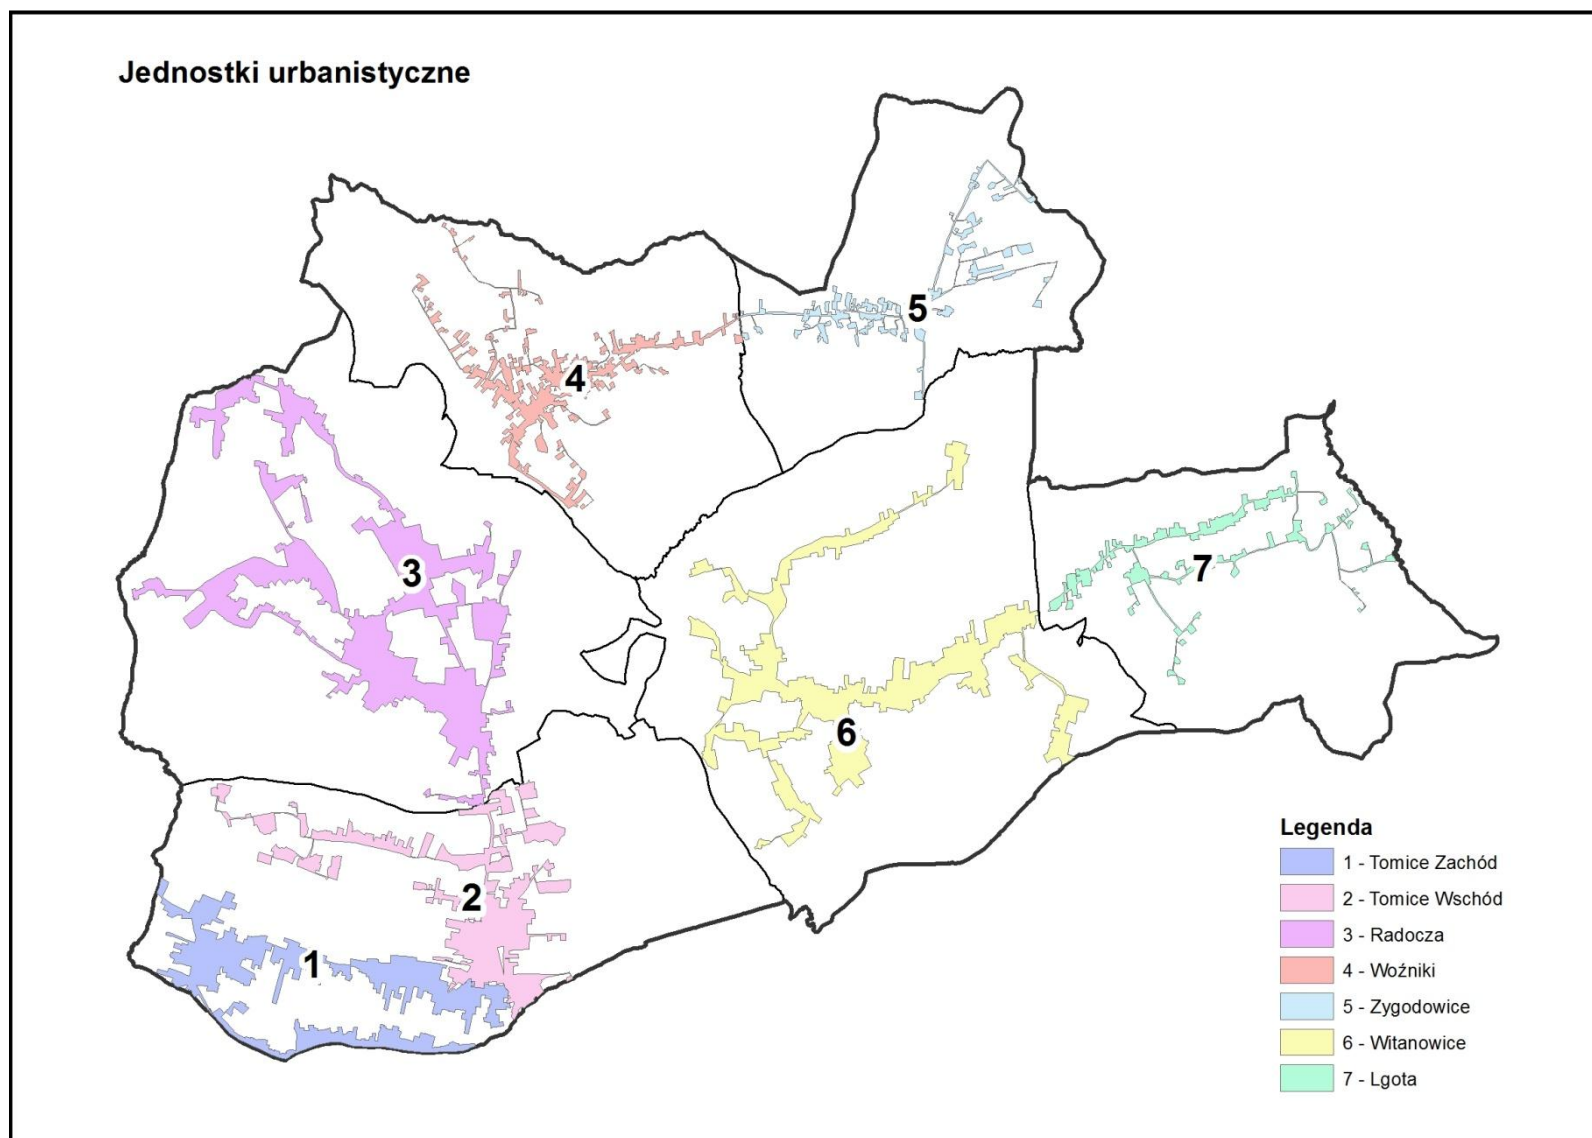 Jednostki urbanistyczne
5
4
3
7
6
2
1
Legenda
1 - Tomice Zachód
2 - Tomice Wschód
3 - Radocza
4 - Woźniki
5 - Zygodowice
6 - Witanowice
7 - Lgota